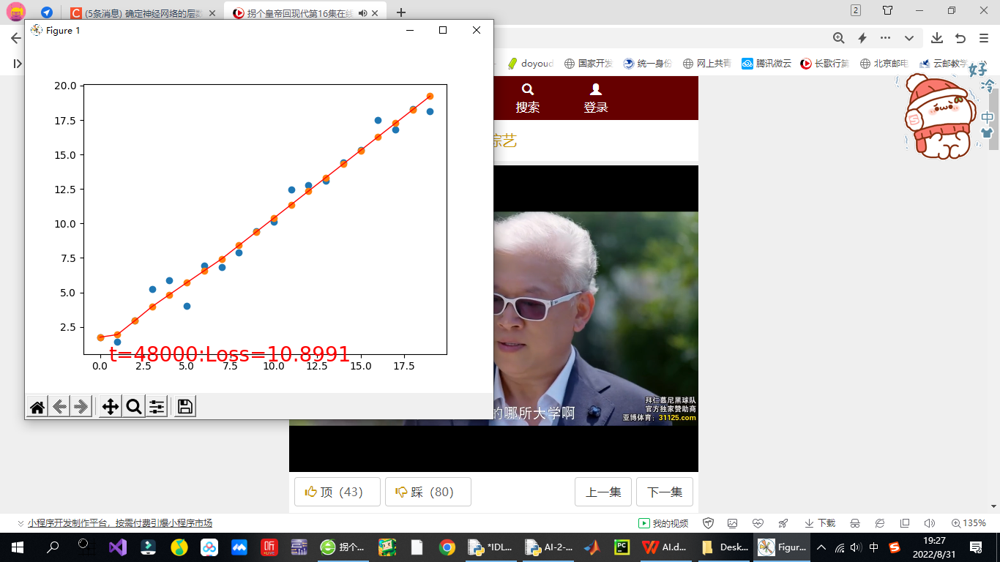 (5条消息) 确定神经网络的层数
拐个皇帝回现代第16集在线
2
Figure 1
doyoud
国家开发
统一身份
网上共青
腾讯微云
长歌行第
北京邮电
云邮教学
好
冷
中
搜索
登录
综艺
20.0
17.5
15.0
12.5
10.0
7.5
5.0
2.5
t=48000:Loss=10.8991
0.0 2.5 5.0 7.5 10.0 12.5 15.0 17.5
的哪所大学啊
拜仁慕尼黑球队
官方独家赞助商
亚博体育：31125.com
顶（43）
踩（80）
上一集
下一集
小程序开发制作平台，按需付费引爆小程序市场
我的视频
下载
135%
拐个...
*IDL...
AI-2-...
AI.d...
Desk...
Figur...
中
19:27
2022/8/31